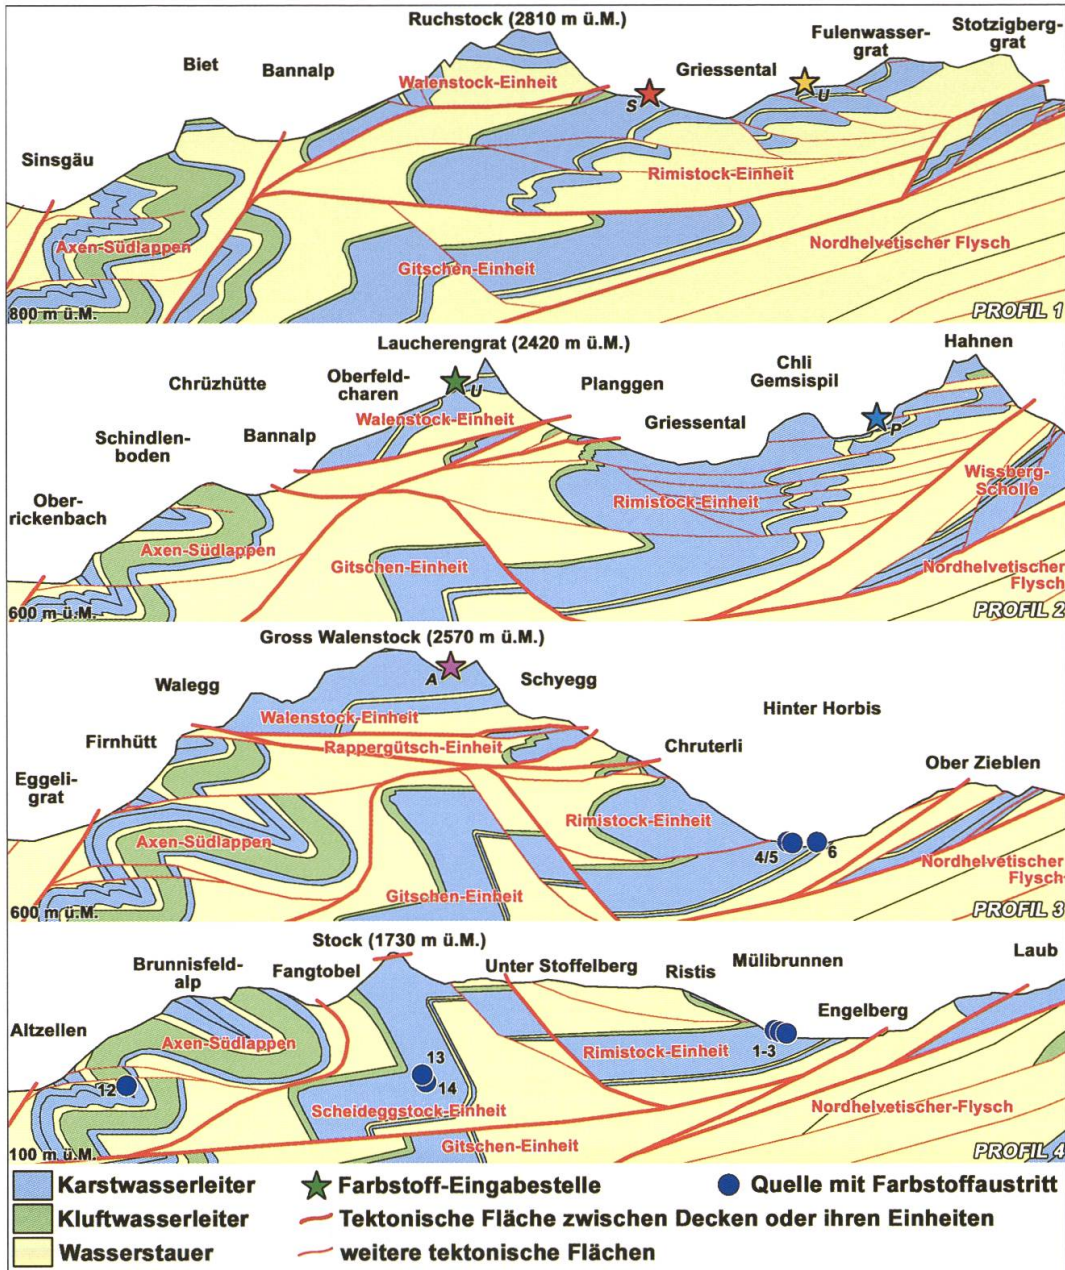 Ruchstock (2810 m ü.M.)
Stotzigberg-
grat
Fulenwasser-
grat
Biet
Bannalp
Walenstock-Einheit
Griessental
S
U
Sinsgäu
Rimistock-Einheit
Axen-Südlappen
Nordhelvetischer Flysch
Gitschen-Einheit
800 m ü.M.
PROFIL 1
Laucherengrat (2420 m ü.M.)
Hahnen
Chrüzhütte
Oberfeld-
charen
U
Planggen
Chli
Gemsispil
Walenstock-Einheit
Griessental
P
Schindlen-
boden
Bannalp
Ober-
rickenbach
Rimistock-Einheit
Wissberg-
Scholle
Axen-Südlappen
Gitschen-Einheit
Nordhelvetischer
Flysch
600 m ü.M.
PROFIL 2
Gross Walenstock (2570 m ü.M.)
Walegg
A
Schyegg
Hinter Horbis
Walenstock-Einheit
Firnhütt
Rappergütsch-Einheit
Chruterli
Ober Zieblen
Eggeli-
grat
Axen-Südlappen
Rimistock-Einheit
4/5
6
Gitschen-Einheit
Nordhelvetischer
Flysch
600 m ü.M.
PROFIL 3
Stock (1730 m ü.M.)
Brunnisfeld-
alp
Fangtobel
Unter Stoffelberg
Ristis
Mülibrunnen
Laub
Altzellen
Engelberg
Axen-Südlappen
Rimistock-Einheit
1-3
12
13
14
Scheideggstock-Einheit
Nordhelvetischer-Flysch
Gitschen-Einheit
100 m ü.M.
PROFIL 4
Karstwasserleiter
Farbstoff-Eingabestelle
Quelle mit Farbstoffaustritt
Kluftwasserleiter
Tektonische Fläche zwischen Decken oder ihren Einheiten
Wasserstauer
weitere tektonische Flächen